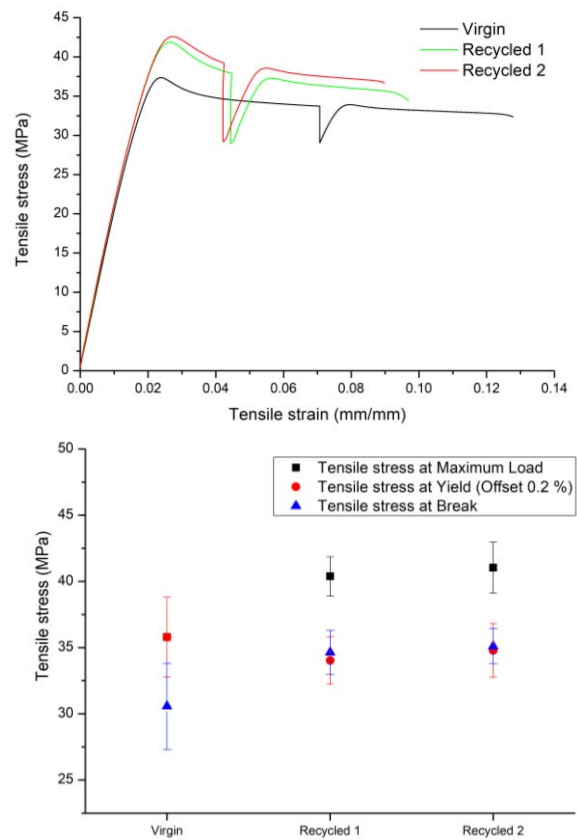 45
40
35
30
25
20
15
10
5
0
Tensile stress (MPa)
Virgin
Recycled 1
Recycled 2
0.00 0.02 0.04 0.06 0.08 0.10 0.12 0.14
Tensile strain (mm/mm)
50
45
40
35
30
25
Tensile stress (MPa)
Tensile stress at Maximum Load
Tensile stress at Yield (Offset 0.2 %)
Tensile stress at Break
Virgin Recycled 1 Recycled 2